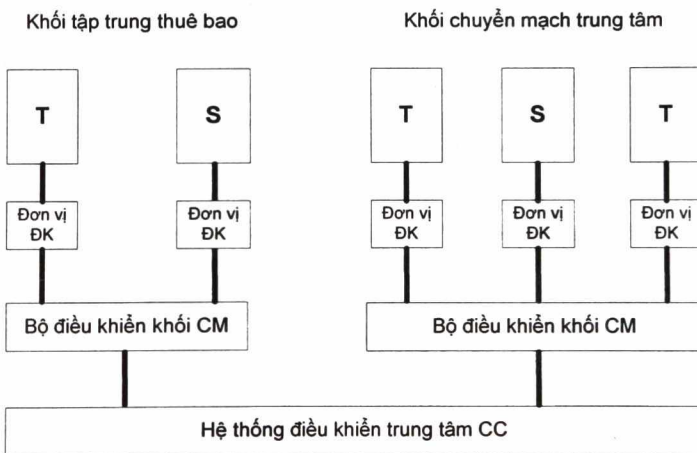 Khối tập trung thuê bao
Khối chuyển mạch trung tâm
T
S
T
S
T
Đơn vị
ĐK
Đơn vị
ĐK
Đơn vị
ĐK
Đơn vị
ĐK
Đơn vị
ĐK
Bộ điều khiển khối CM
Bộ điều khiển khối CM
Hệ thống điều khiển trung tâm CC